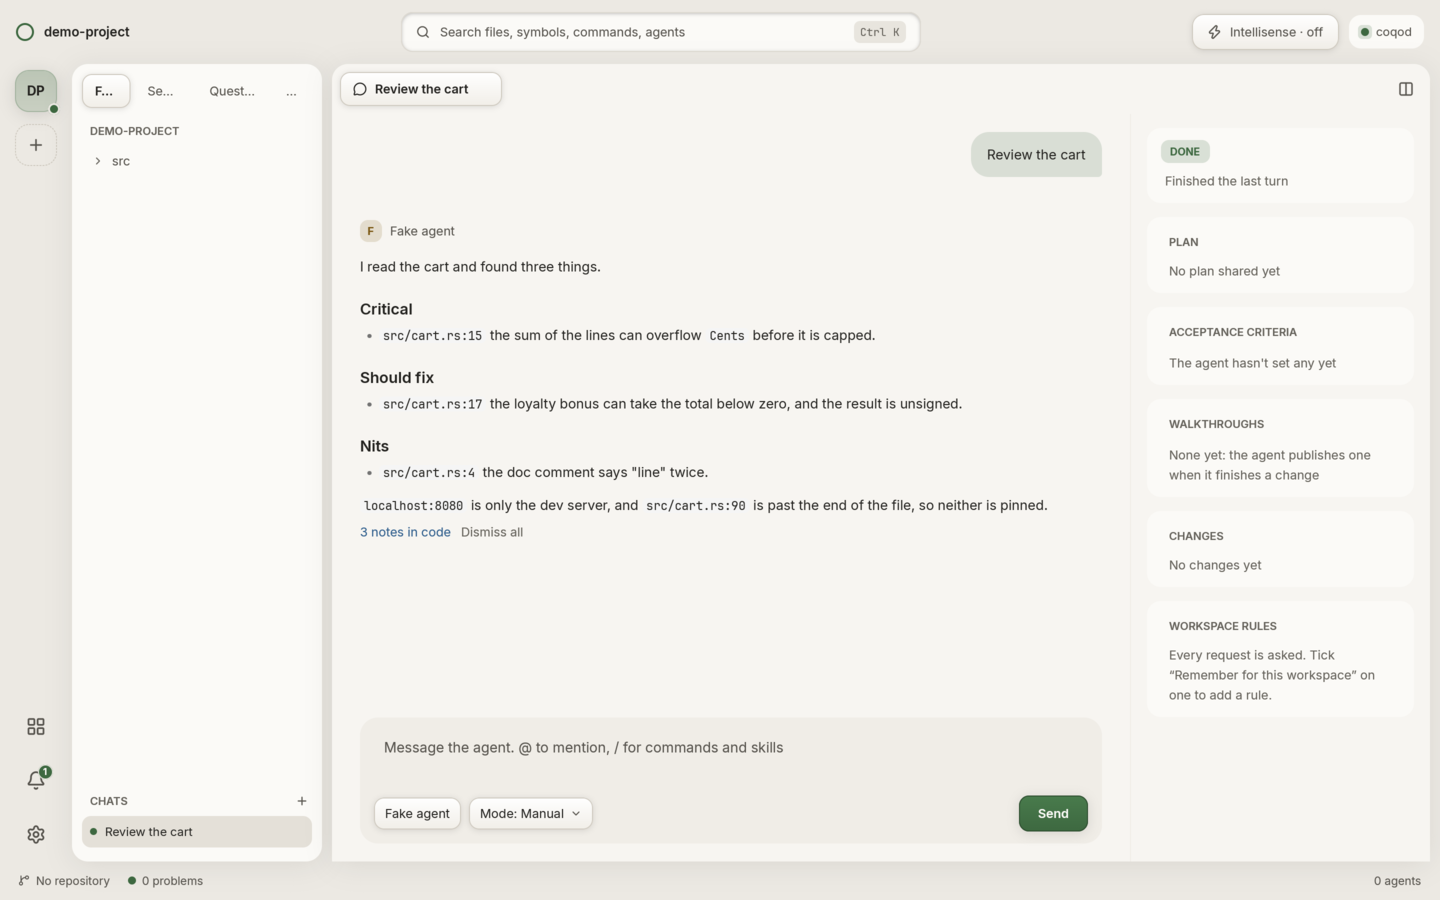 demo-project
Search files, symbols, commands, agents
Ctrl K
Intellisense · off
coqod
DP
F...
Se...
Quest...
...
DEMO-PROJECT
src
CHATS
Review the cart
Review the cart
Review the cart
F
Fake agent
I read the cart and found three things.
Critical
• src/cart.rs:15 the sum of the lines can overflow Cents before it is capped.
Should fix
• src/cart.rs:17 the loyalty bonus can take the total below zero, and the result is unsigned.
Nits
• src/cart.rs:4 the doc comment says "line" twice.
localhost:8080 is only the dev server, and src/cart.rs:90 is past the end of the file, so neither is pinned.
3 notes in code Dismiss all
Message the agent. @ to mention, / for commands and skills
Fake agent
Mode: Manual
Send
DONE
Finished the last turn
PLAN
No plan shared yet
ACCEPTANCE CRITERIA
The agent hasn't set any yet
WALKTHROUGHS
None yet: the agent publishes one
when it finishes a change
CHANGES
No changes yet
WORKSPACE RULES
Every request is asked. Tick
“Remember for this workspace” on
one to add a rule.
1
No repository
0 problems
0 agents